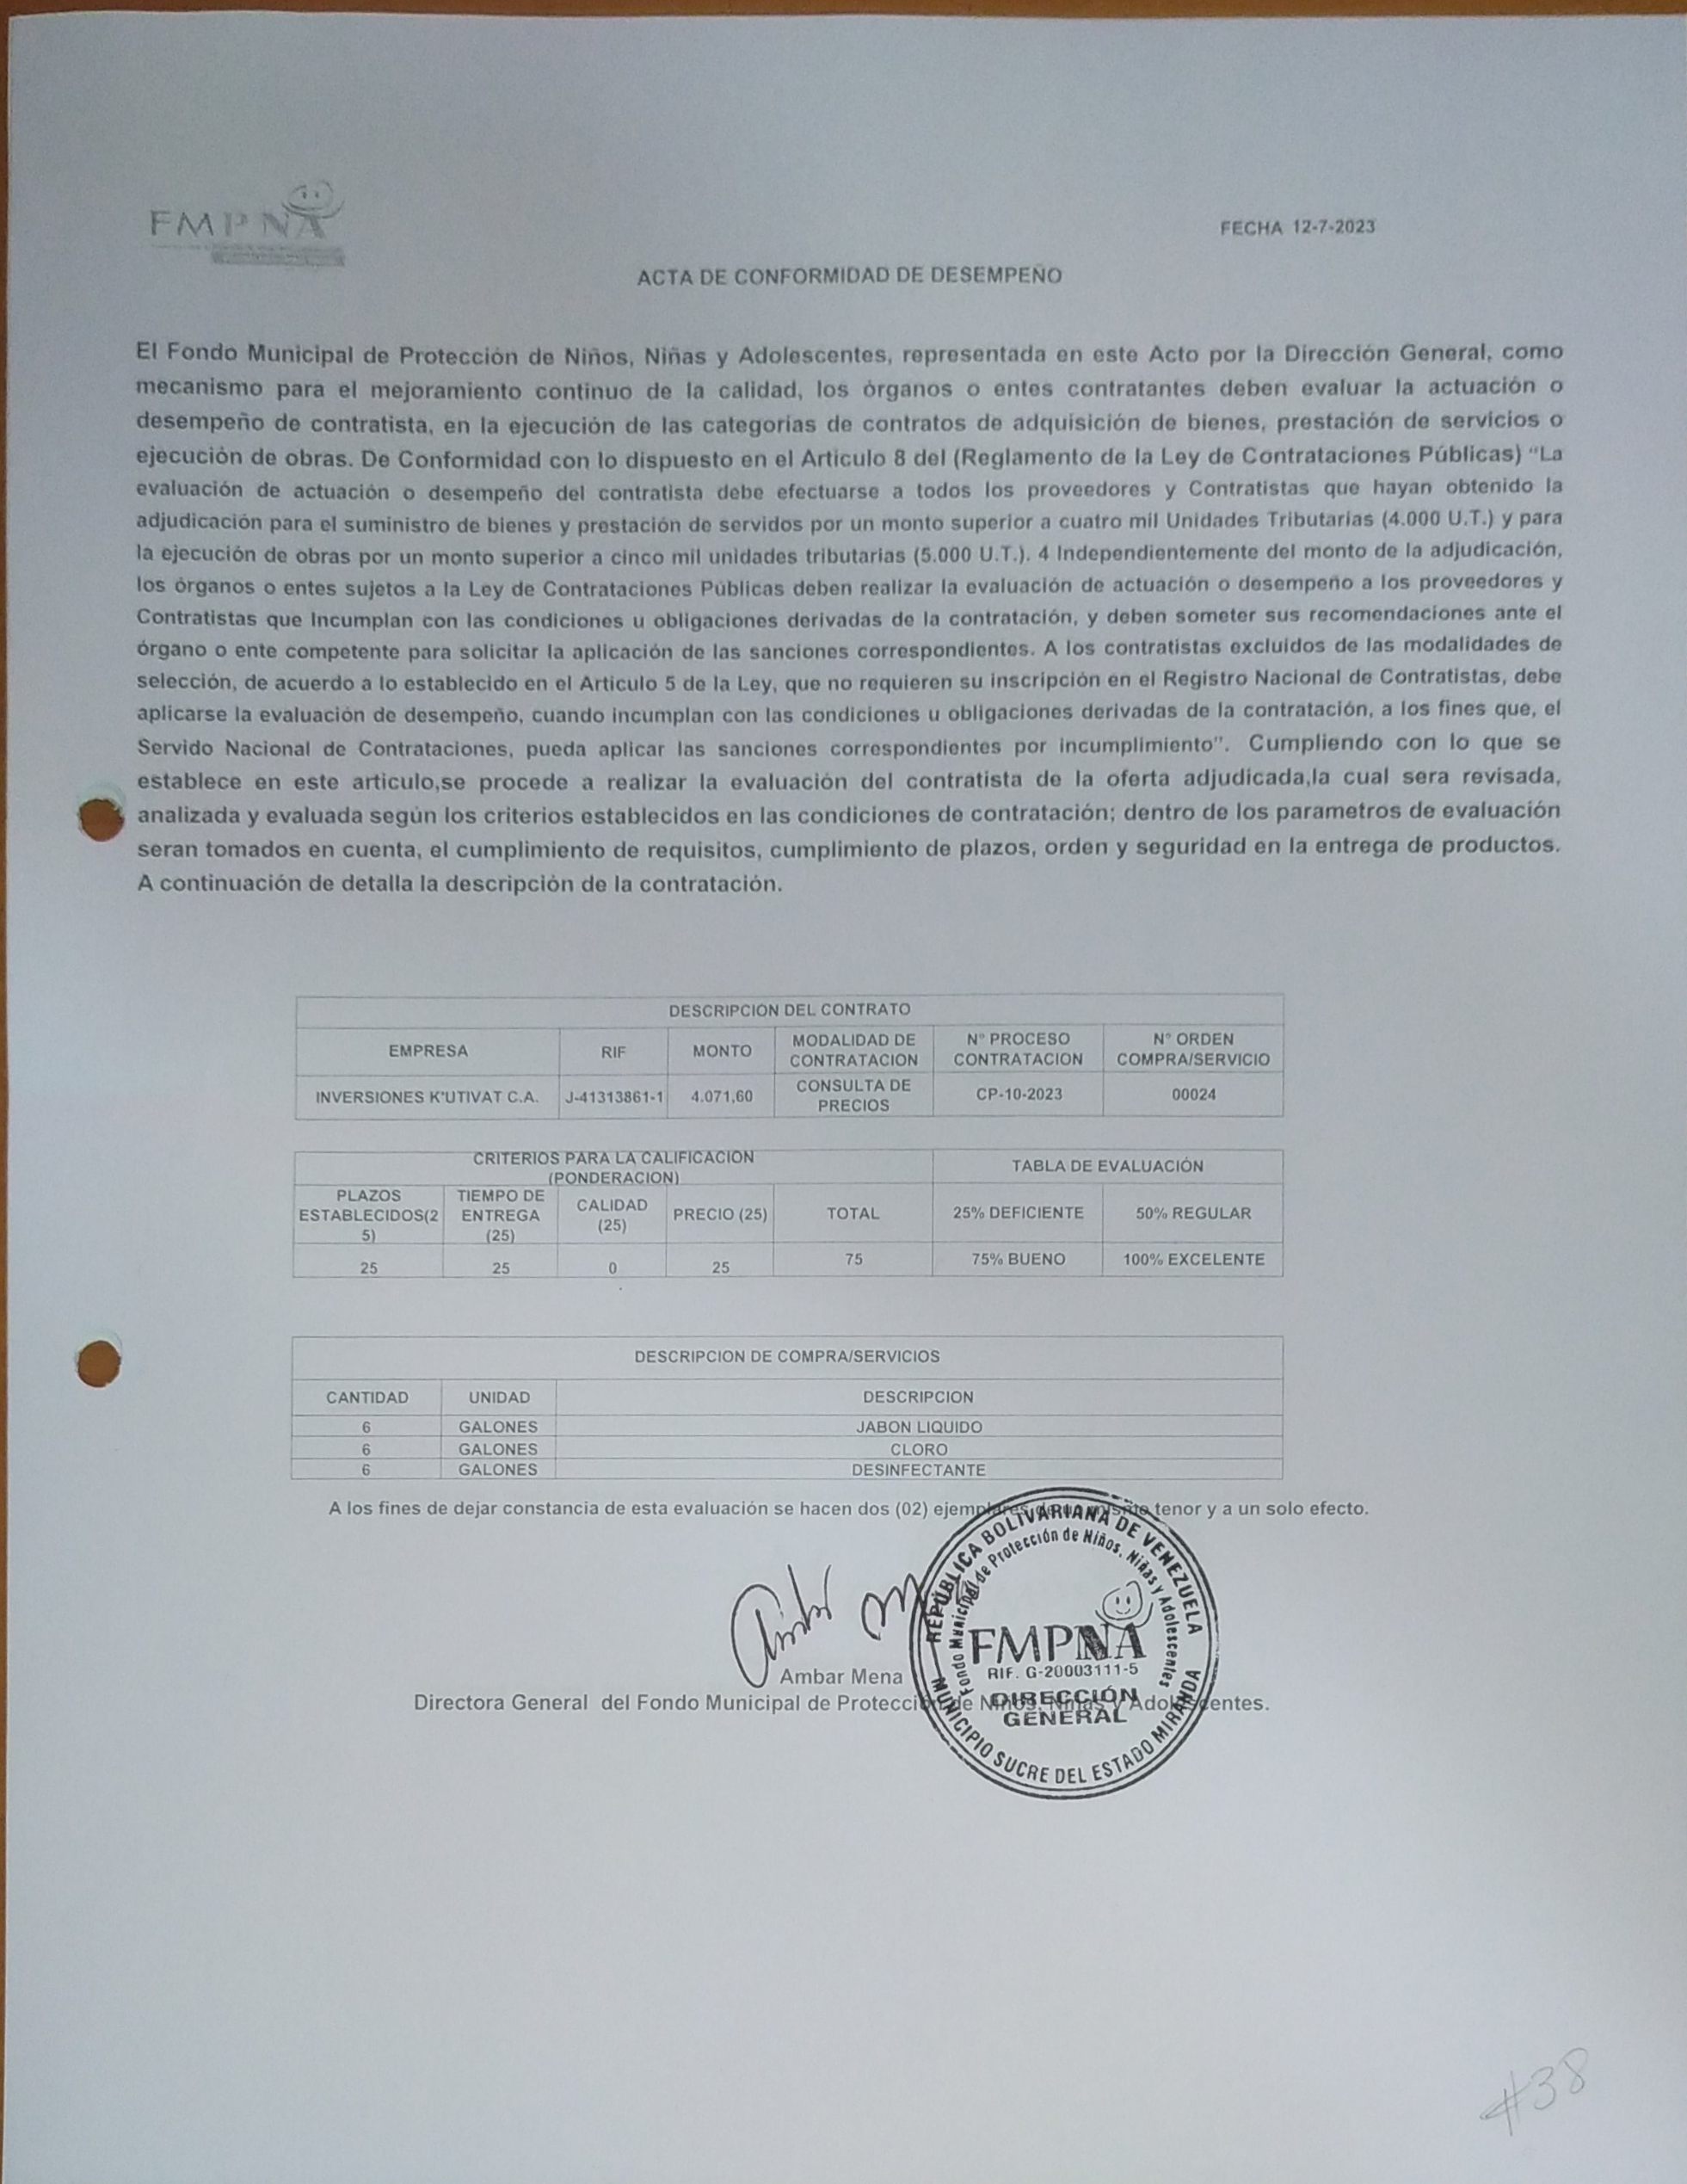 FMPNA
FECHA 12-7-2023
ACTA DE CONFORMIDAD DE DESEMPEÑO
El Fondo Municipal de Protección de Niños, Niñas y Adolescentes, representada en este Acto por la Dirección General, como
mecanismo para el mejoramiento continuo de la calidad, los órganos o entes contratantes deben evaluar la actuación o
desempeño de contratista, en la ejecución de las categorias de contratos de adquisición de bienes, prestación de servicios o
ejecución de obras. De Conformidad con lo dispuesto en el Articulo 8 del (Reglamento de la Ley de Contrataciones Públicas) “La
evaluación de actuación o desempeño del contratista debe efectuarse a todos los proveedores y Contratistas que hayan obtenido la
adjudicación para el suministro de bienes y prestación de servidos por un monto superior a cuatro mil Unidades Tributarias (4.000 U.T.) y para
la ejecución de obras por un monto superior a cinco mil unidades tributarias (5.000 U.T.). 4 Independientemente del monto de la adjudicación,
los órganos o entes sujetos a la Ley de Contrataciones Públicas deben realizar la evaluación de actuación o desempeño a los proveedores y
Contratistas que Incumplan con las condiciones u obligaciones derivadas de la contratación, y deben someter sus recomendaciones ante el
órgano o ente competente para solicitar la aplicación de las sanciones correspondientes. A los contratistas excluidos de las modalidades de
selección, de acuerdo a lo establecido en el Articulo 5 de la Ley, que no requieren su inscripción en el Registro Nacional de Contratistas, debe
aplicarse la evaluación de desempeño, cuando incumplan con las condiciones u obligaciones derivadas de la contratación, a los fines que, el
Servido Nacional de Contrataciones, pueda aplicar las sanciones correspondientes por incumplimiento”. Cumpliendo con lo que se
establece en este articulo,se procede a realizar la evaluación del contratista de la oferta adjudicada,la cual sera revisada,
analizada y evaluada según los criterios establecidos en las condiciones de contratación; dentro de los parametros de evaluación
seran tomados en cuenta, el cumplimiento de requisitos, cumplimiento de plazos, orden y seguridad en la entrega de productos.
A continuación de detalla la descripción de la contratación.
DESCRIPCION DEL CONTRATO
EMPRESA RIF MONTO MODALIDAD DE CONTRATACION N° PROCESO CONTRATACION N° ORDEN COMPRA/SERVICIO
INVERSIONES K'UTIVAT C.A. J-41313861-1 4.071,60 CONSULTA DE PRECIOS CP-10-2023 00024
CRITERIOS PARA LA CALIFICACION (PONDERACION) TABLA DE EVALUACIÓN
PLAZOS ESTABLECIDOS(25) TIEMPO DE ENTREGA (25) CALIDAD (25) PRECIO (25) TOTAL 25% DEFICIENTE 50% REGULAR
25 25 0 25 75 75% BUENO 100% EXCELENTE
DESCRIPCION DE COMPRA/SERVICIOS
CANTIDAD UNIDAD DESCRIPCION
6 GALONES JABON LIQUIDO
6 GALONES CLORO
6 GALONES DESINFECTANTE
A los fines de dejar constancia de esta evaluación se hacen dos (02) ejemplares de un mismo tenor y a un solo efecto.
Ambar Mena
Directora General del Fondo Municipal de Protección de Niños, Niñas y Adolescentes.
REPÚBLICA BOLIVARIANA DE VENEZUELA
Fondo Municipal de Protección de Niños, Niñas y Adolescentes
FMPNA
RIF. G-20003111-5
DIRECCIÓN
GENERAL
MUNICIPIO SUCRE DEL ESTADO MIRANDA
#38